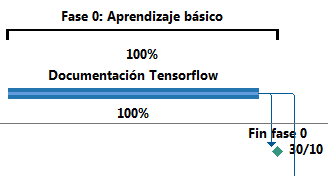 Fase 0: Aprendizaje básico
100%
Documentación Tensorflow
100%
Fin fase 0
30/10